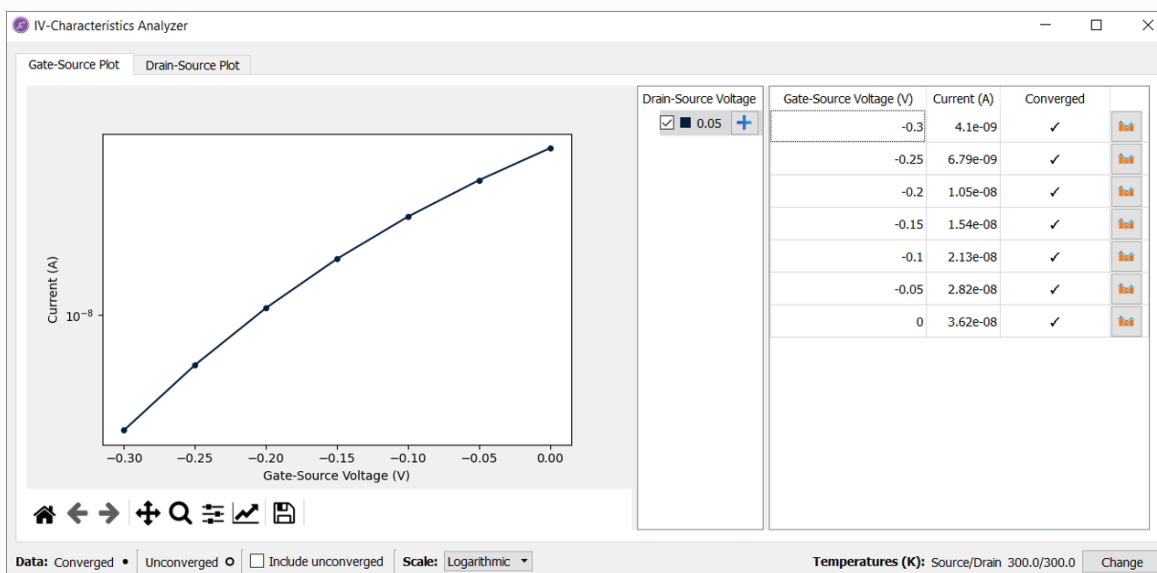 IV-Characteristics Analyzer
Gate-Source Plot Drain-Source Plot
Current (A)
10⁻⁸
−0.30 −0.25 −0.20 −0.15 −0.10 −0.05 0.00
Gate-Source Voltage (V)
Drain-Source Voltage
0.05
Gate-Source Voltage (V) Current (A) Converged
-0.3 4.1e-09 ✓
-0.25 6.79e-09 ✓
-0.2 1.05e-08 ✓
-0.15 1.54e-08 ✓
-0.1 2.13e-08 ✓
-0.05 2.82e-08 ✓
0 3.62e-08 ✓
Data: Converged Unconverged Include unconverged Scale: Logarithmic Temperatures (K): Source/Drain 300.0/300.0 Change